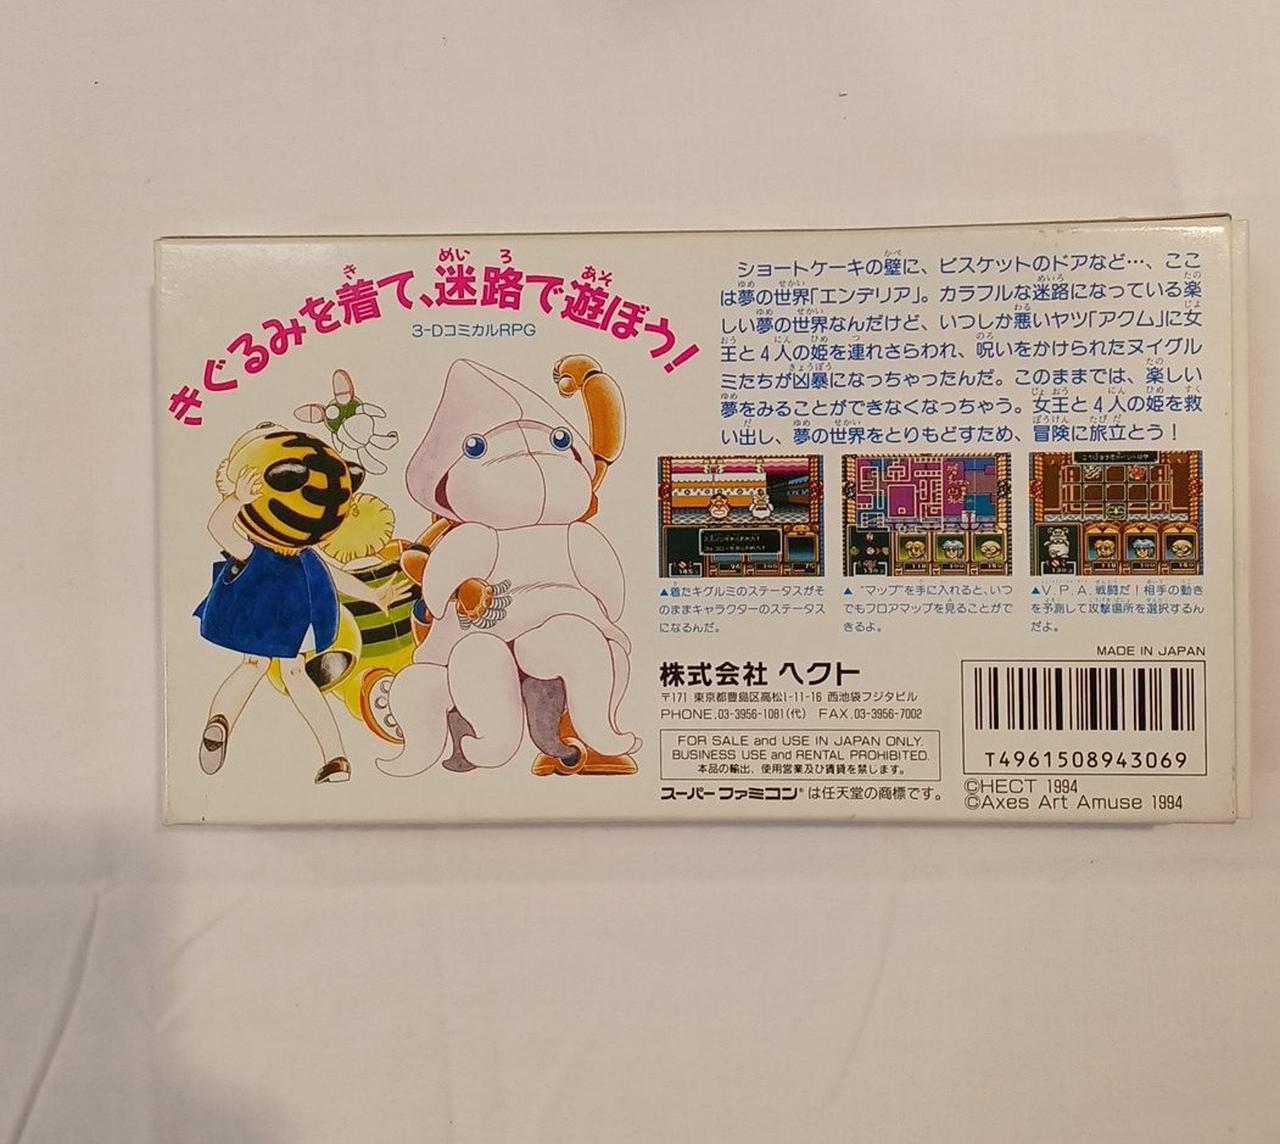 きぐるみを着て、迷路で遊ぼう!
3-DコミカルRPG
ショートケーキの壁に、ビスケットのドアなど…、ここ
は夢の世界「エンデリア」。カラフルな迷路になっている楽
しい夢の世界なんだけど、いつしか悪いヤツ「アクム」に女
王と4人の姫を連れさらわれ、呪いをかけられたヌイグル
ミたちが凶暴になっちゃったんだ。このままでは、楽しい
夢をみることができなくなっちゃう。女王と4人の姫を救
い出し、夢の世界をとりもどすため、冒険に旅立とう!
▲着たキグルミのステータスがそ
のままキャラクターのステータス
になるんだ。
▲“マップ”を手に入れると、いつ
でもフロアマップを見ることがで
きるよ。
▲V.P.A.戦闘だ!相手の動き
を予測して攻撃場所を選択するん
だよ。
MADE IN JAPAN
株式会社 ヘクト
〒171 東京都豊島区高松1-11-16 西池袋フジタビル
PHONE.03-3956-1081(代) FAX.03-3956-7002
FOR SALE and USE IN JAPAN ONLY.
BUSINESS USE and RENTAL PROHIBITED.
本品の輸出、使用営業及び賃貸を禁じます。
スーパーファミコン®は任天堂の商標です。
T4961508943069
©HECT 1994
©Axes Art Amuse 1994